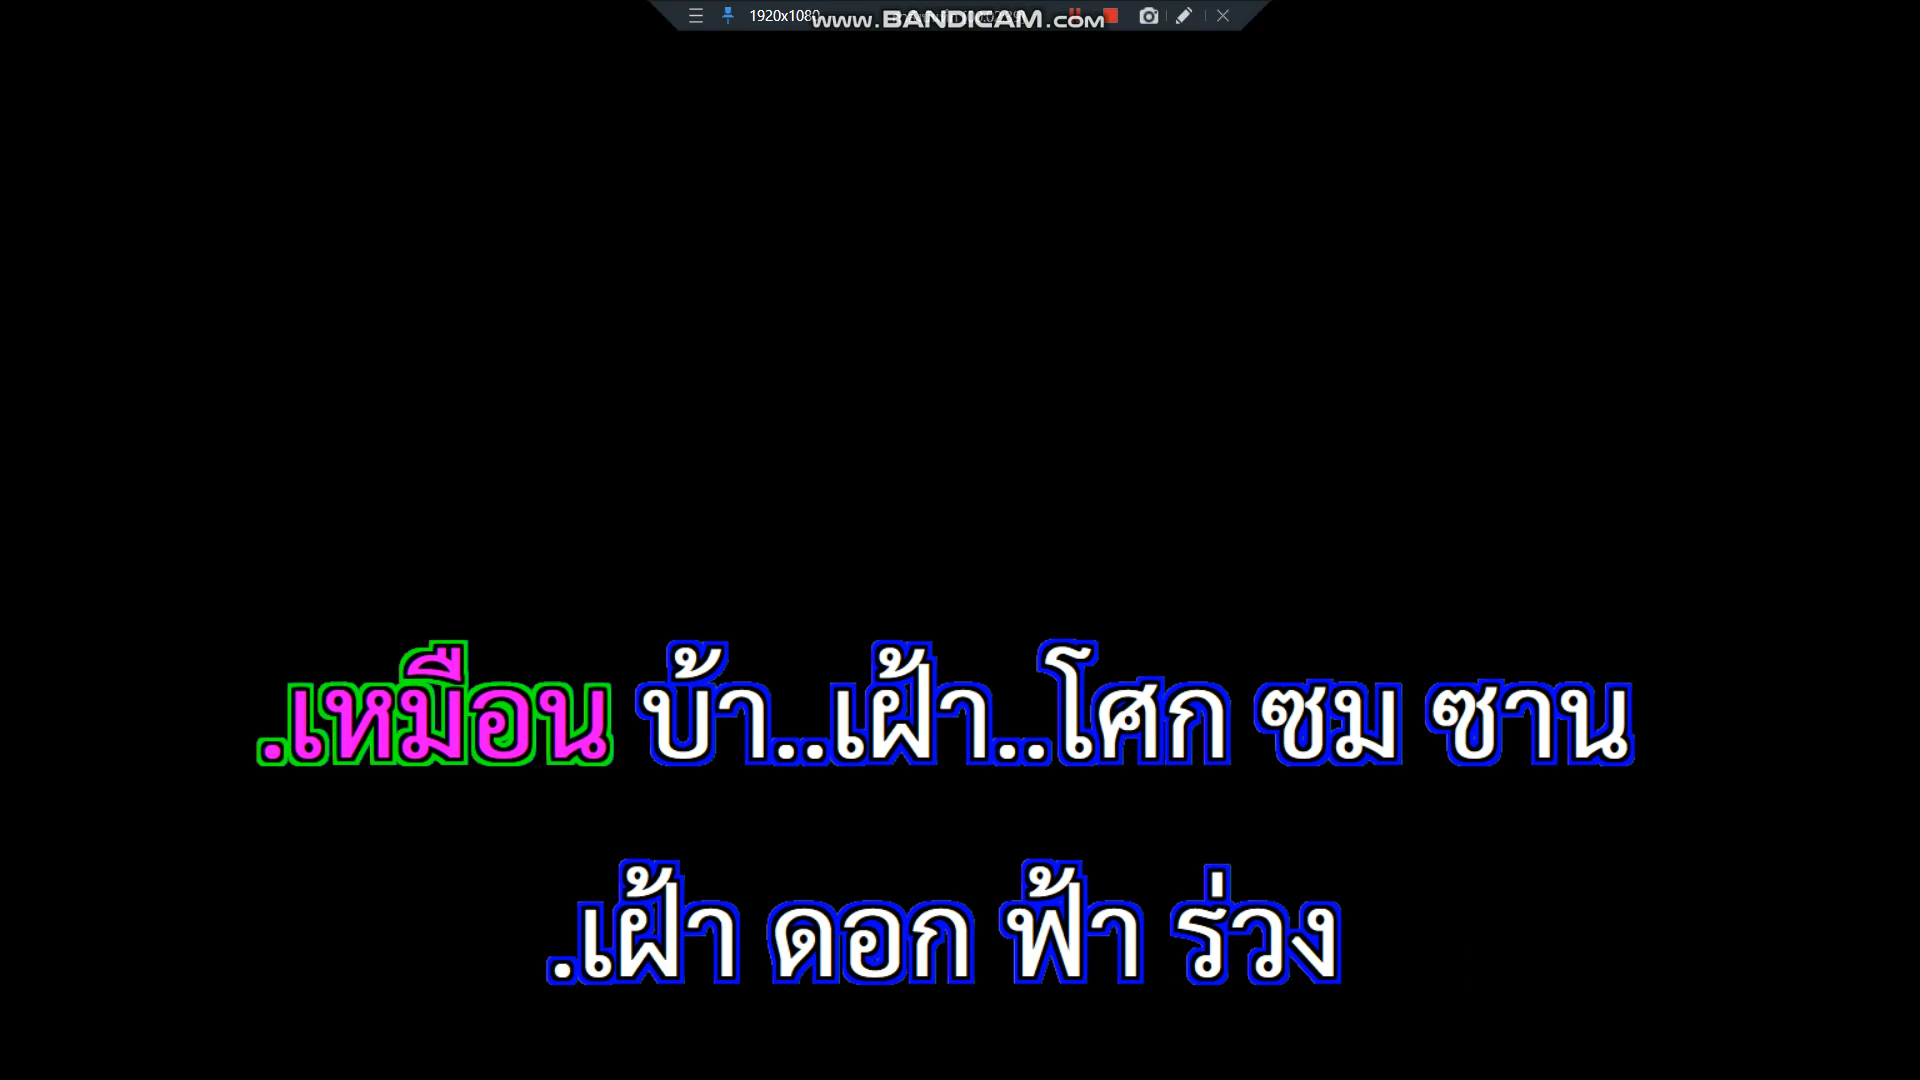 1920x1080 www.BANDICAM.com
.เหมือน บ้า..เฝ้า..โศก ซม ซาน
.เฝ้า ดอก ฟ้า ร่วง